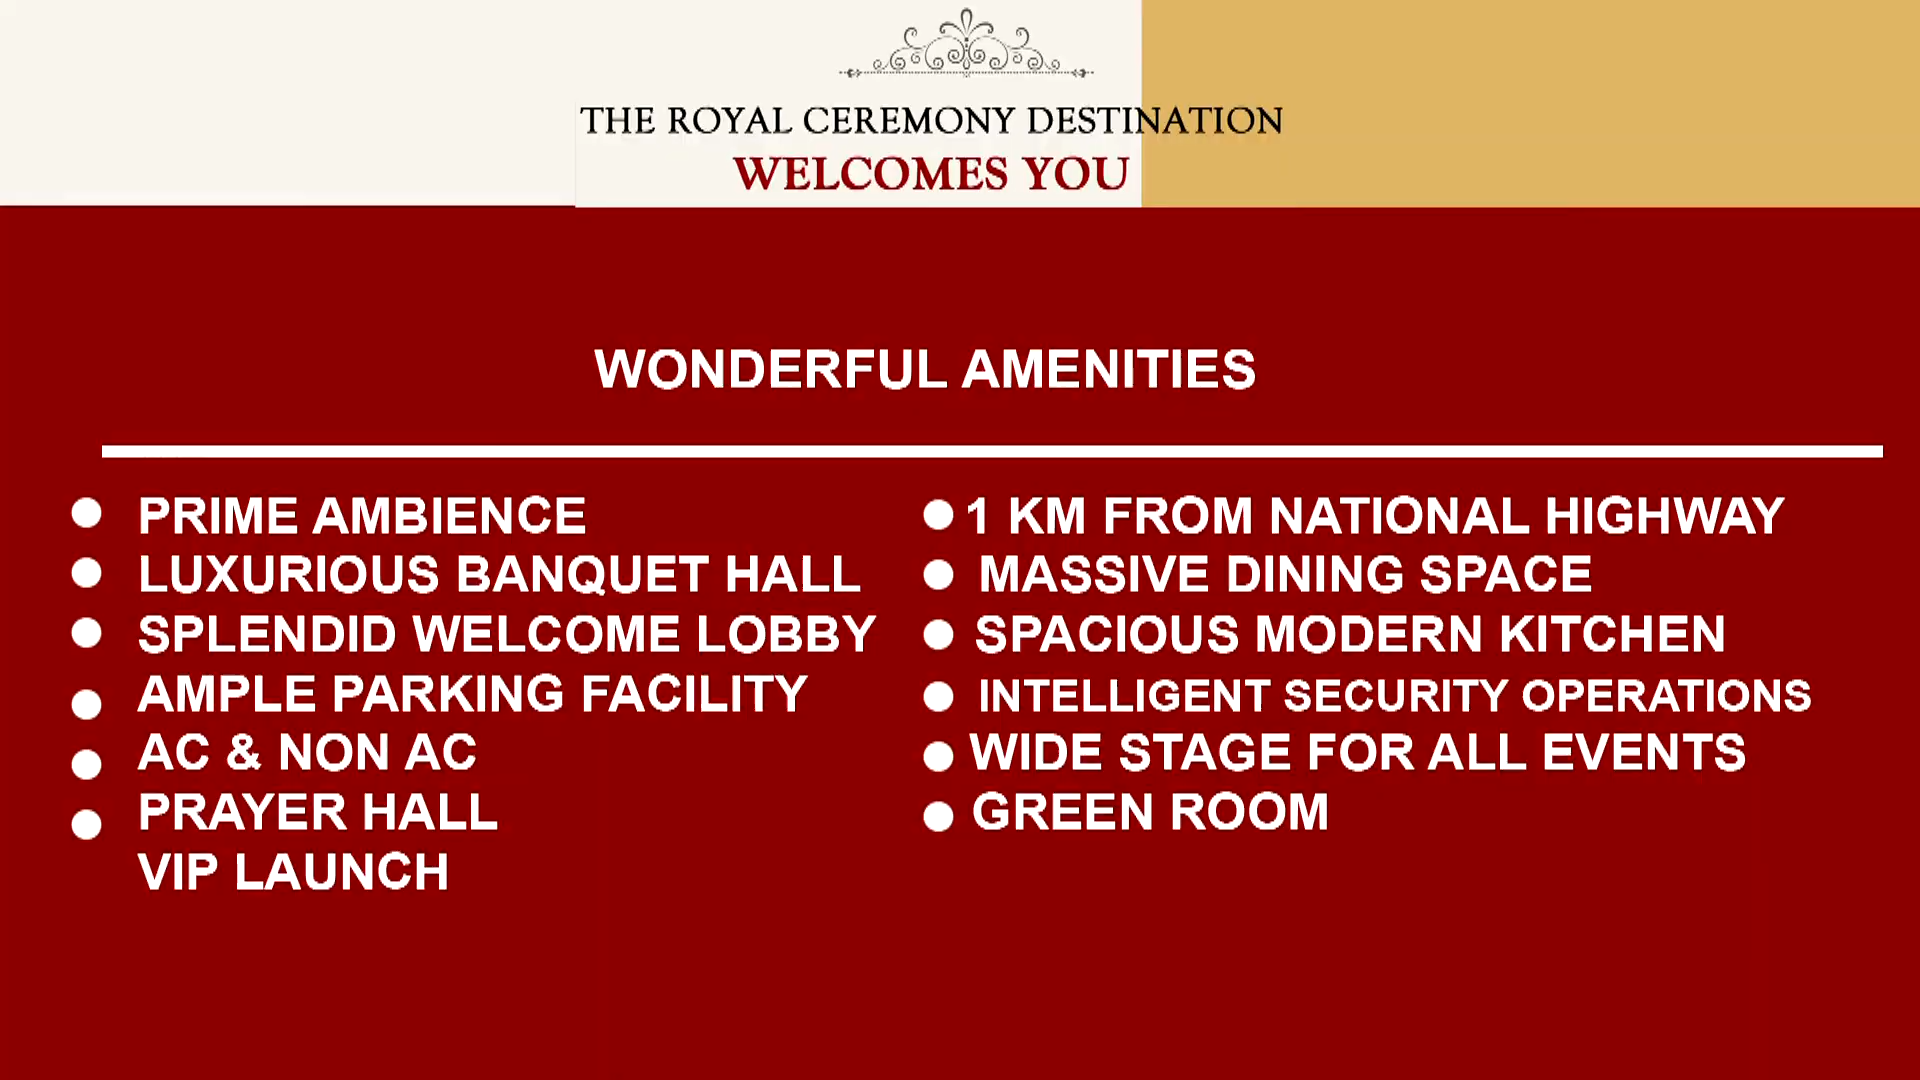 THE ROYAL CEREMONY DESTINATION
WELCOMES YOU
WONDERFUL AMENITIES
PRIME AMBIENCE
LUXURIOUS BANQUET HALL
SPLENDID WELCOME LOBBY
AMPLE PARKING FACILITY
AC & NON AC
PRAYER HALL
VIP LAUNCH
1 KM FROM NATIONAL HIGHWAY
MASSIVE DINING SPACE
SPACIOUS MODERN KITCHEN
INTELLIGENT SECURITY OPERATIONS
WIDE STAGE FOR ALL EVENTS
GREEN ROOM